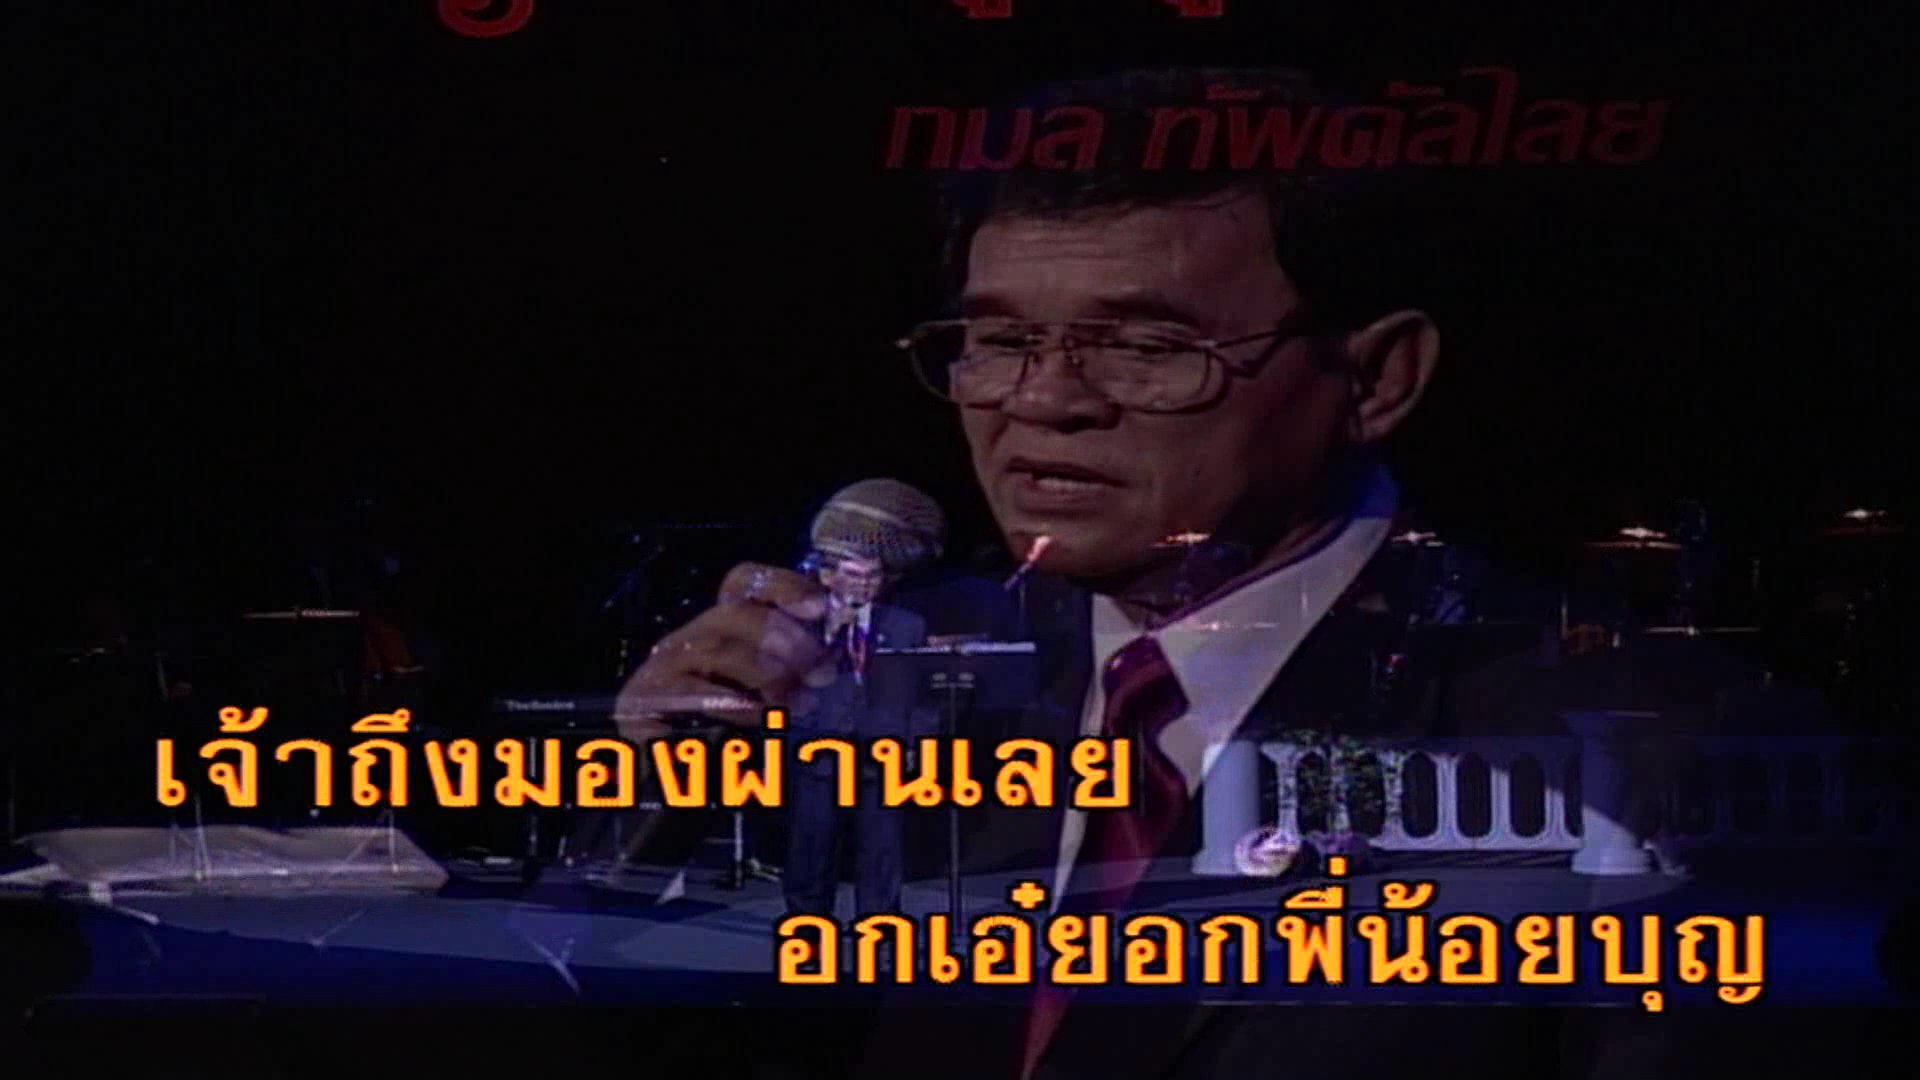 กมล ทัพคัลไลย
Technics
เจ้าถึงมองผ่านเลย
อกเอ๋ยอกพี่น้อยบุญ